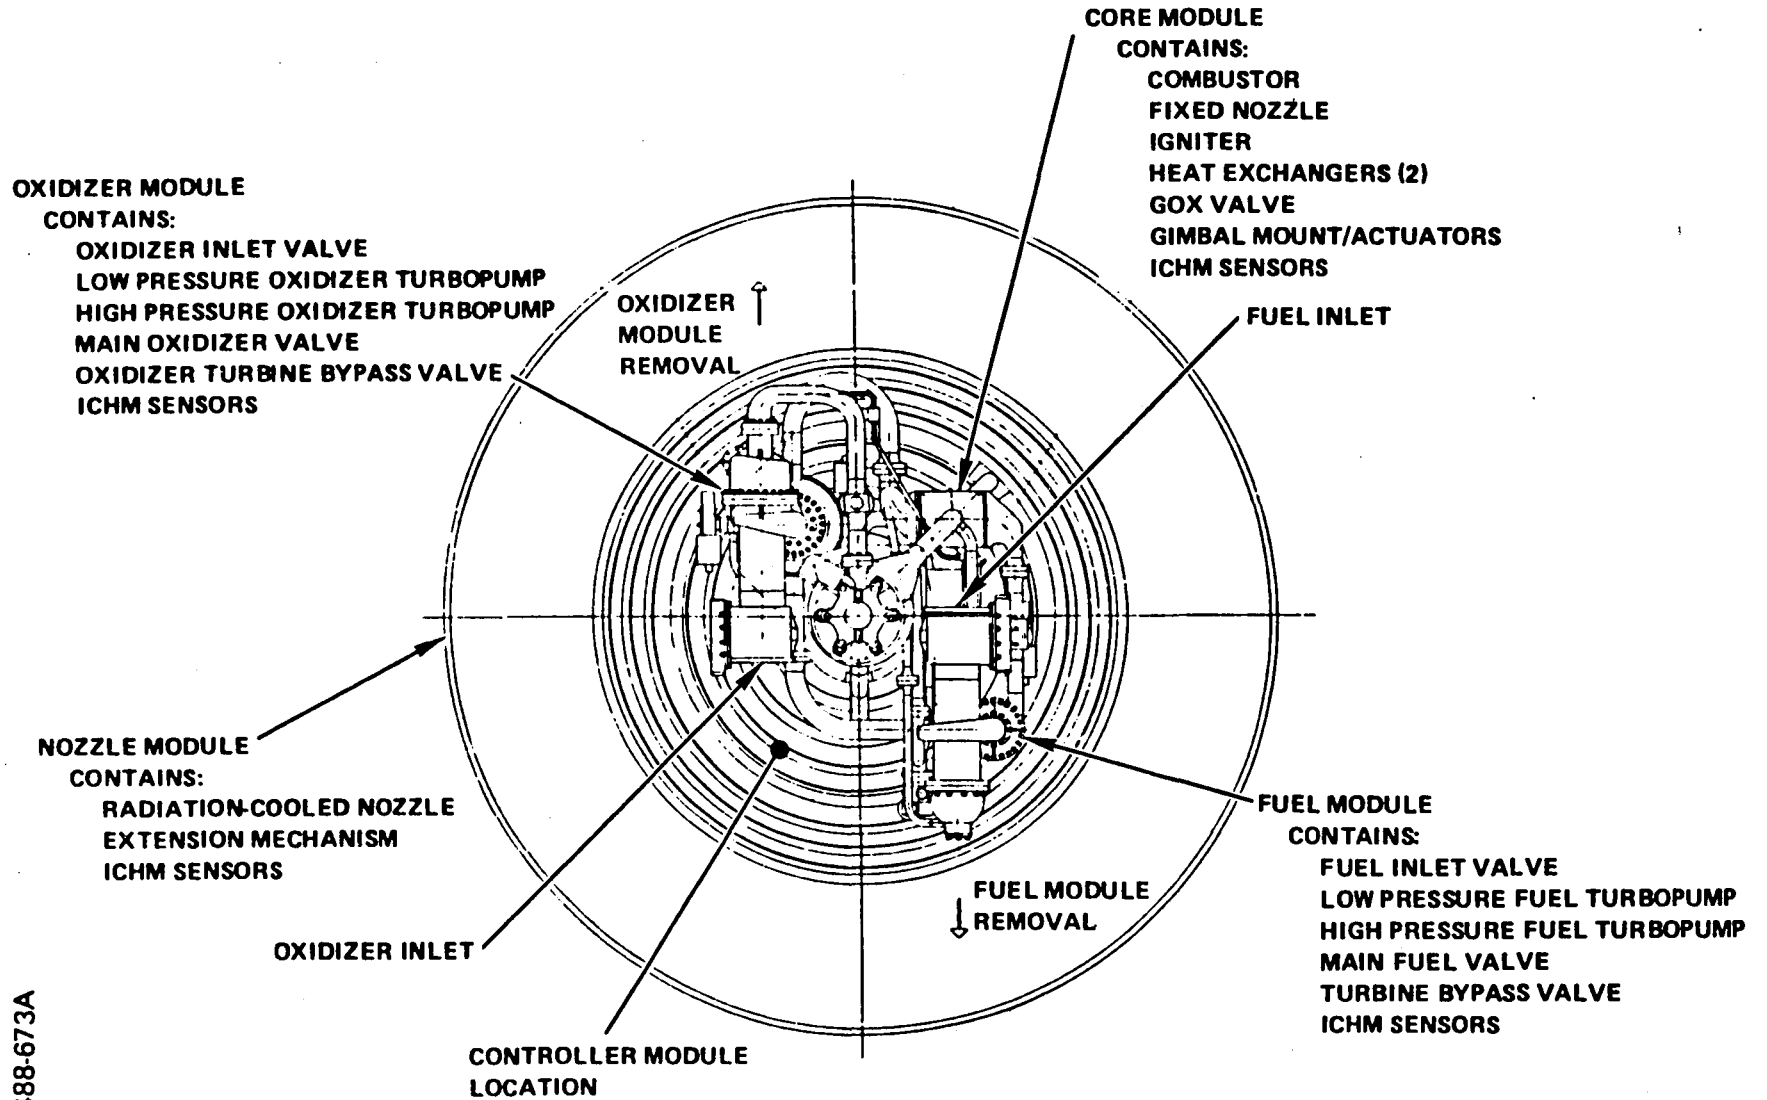 CORE MODULE
CONTAINS:
COMBUSTOR
FIXED NOZZLE
IGNITER
HEAT EXCHANGERS (2)
GOX VALVE
GIMBAL MOUNT/ACTUATORS
ICHM SENSORS
OXIDIZER MODULE
CONTAINS:
OXIDIZER INLET VALVE
LOW PRESSURE OXIDIZER TURBOPUMP
HIGH PRESSURE OXIDIZER TURBOPUMP
MAIN OXIDIZER VALVE
OXIDIZER TURBINE BYPASS VALVE
ICHM SENSORS
OXIDIZER
MODULE
REMOVAL
FUEL INLET
NOZZLE MODULE
CONTAINS:
RADIATION-COOLED NOZZLE
EXTENSION MECHANISM
ICHM SENSORS
FUEL MODULE
CONTAINS:
FUEL INLET VALVE
LOW PRESSURE FUEL TURBOPUMP
HIGH PRESSURE FUEL TURBOPUMP
MAIN FUEL VALVE
TURBINE BYPASS VALVE
ICHM SENSORS
FUEL MODULE
REMOVAL
OXIDIZER INLET
CONTROLLER MODULE
LOCATION
88-673A